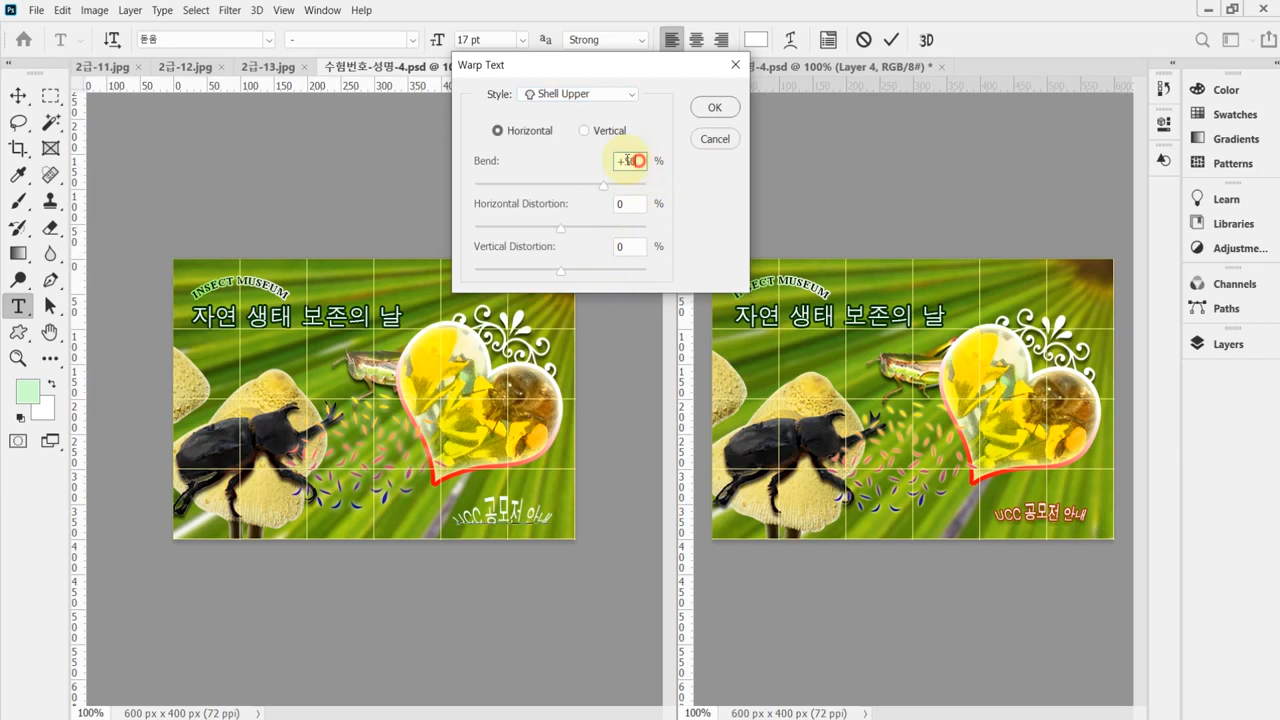 File Edit Image Layer Type Select Filter 3D View Window Help
돋움 - 17 pt Strong 3D
2급-11.jpg × 2급-12.jpg × 2급-13.jpg × 수험번호-성명-4.psd @
-4.psd @ 100% (Layer 4, RGB/8#) * ×
Warp Text
Style: Shell Upper
Horizontal Vertical
Bend: %
Horizontal Distortion: 0 %
Vertical Distortion: 0 %
OK
Cancel
INSECT MUSEUM
자연 생태 보존의 날
UCC 공모전 안내
INSECT MUSEUM
자연 생태 보존의 날
UCC 공모전 안내
Color
Swatches
Gradients
Patterns
Learn
Libraries
Adjustme...
Channels
Paths
Layers
100% 600 px x 400 px (72 ppi)
100% 600 px x 400 px (72 ppi)